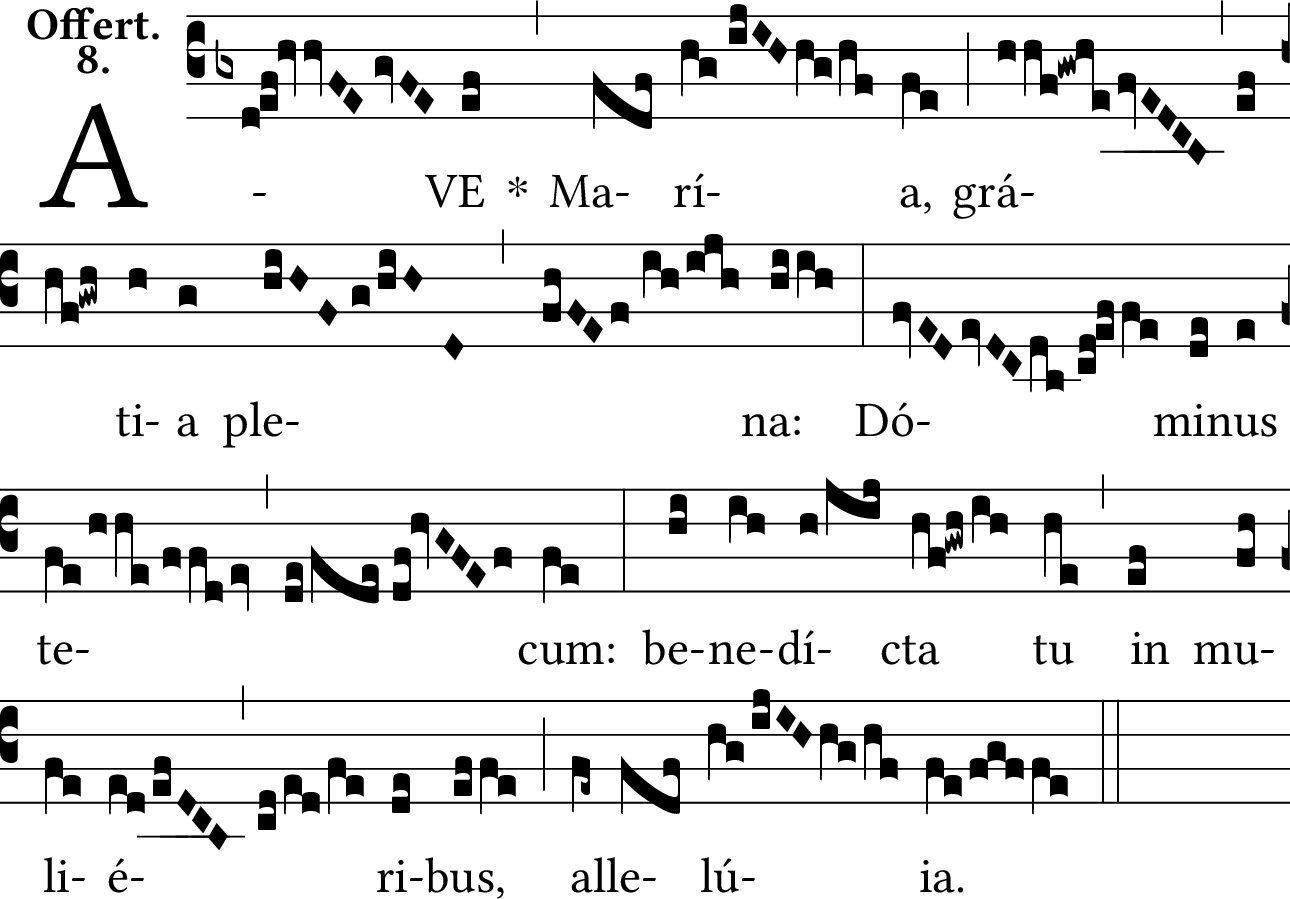 Offert.
8.
A - VE * Ma- rí- a, grá-
ti- a ple- na: Dó- minus
te- cum: be-ne-dí- cta tu in mu-
li- é- ri-bus, alle- lú- ia.